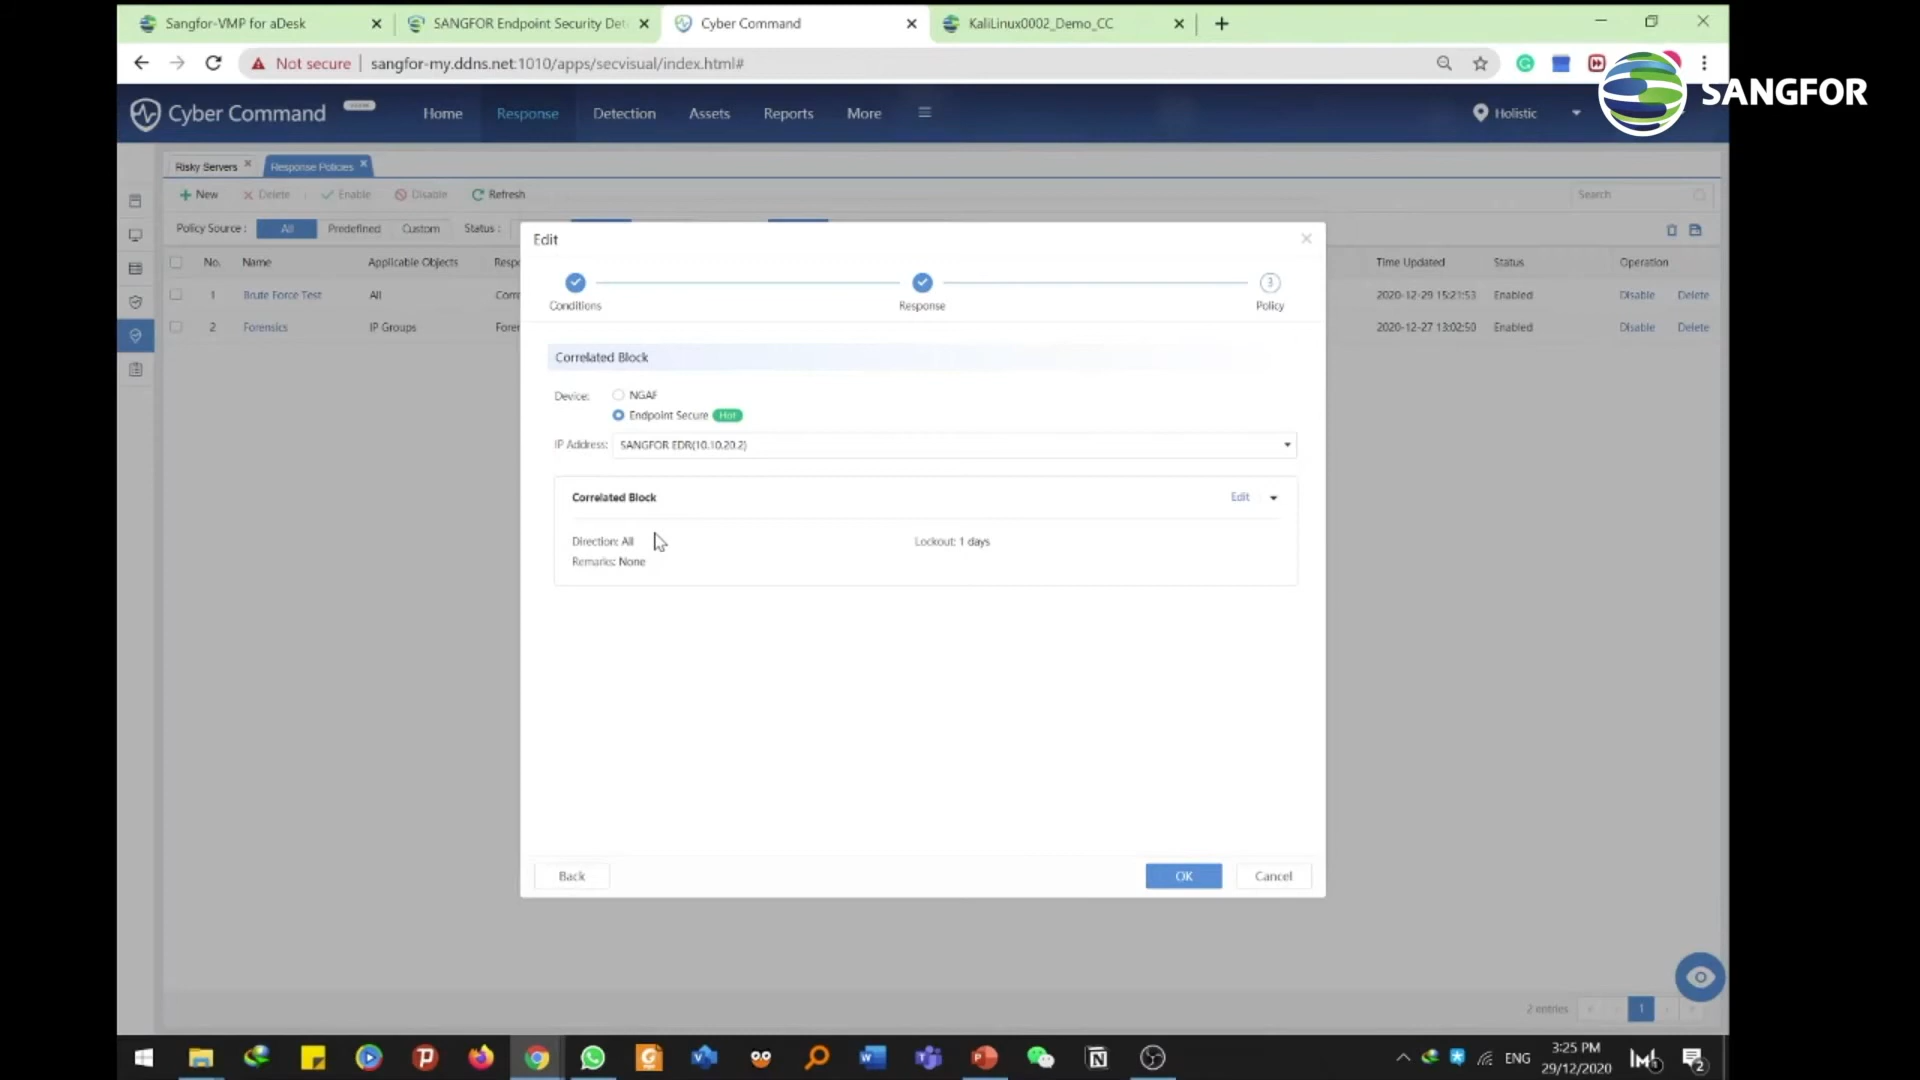 Sangfor-VMP for aDesk
SANGFOR Endpoint Security Det
Cyber Command
KaliLinux0002_Demo_CC
Not secure
sangfor-my.ddns.net:1010/apps/secvisual/index.html#
SANGFOR
Cyber Command
Home
Response
Detection
Assets
Reports
More
Holistic
Risky Servers
Response Policies
New
Delete
Enable
Disable
Refresh
Search
Policy Source :
All
Predefined
Custom
Status :
No.
Name
Applicable Objects
Respo
Time Updated
Status
Operation
1
Brute Force Test
All
Corre
2020-12-29 15:21:53
Enabled
Disable
Delete
2
Forensics
IP Groups
Foren
2020-12-27 13:02:50
Enabled
Disable
Delete
Edit
Conditions
Response
3
Policy
Correlated Block
Device:
NGAF
Endpoint Secure
Hot
IP Address:
SANGFOR EDR(10.10.20.2)
Correlated Block
Edit
Direction: All
Lockout: 1 days
Remarks: None
Back
OK
Cancel
2 entries
1
ENG
3:25 PM
29/12/2020
2